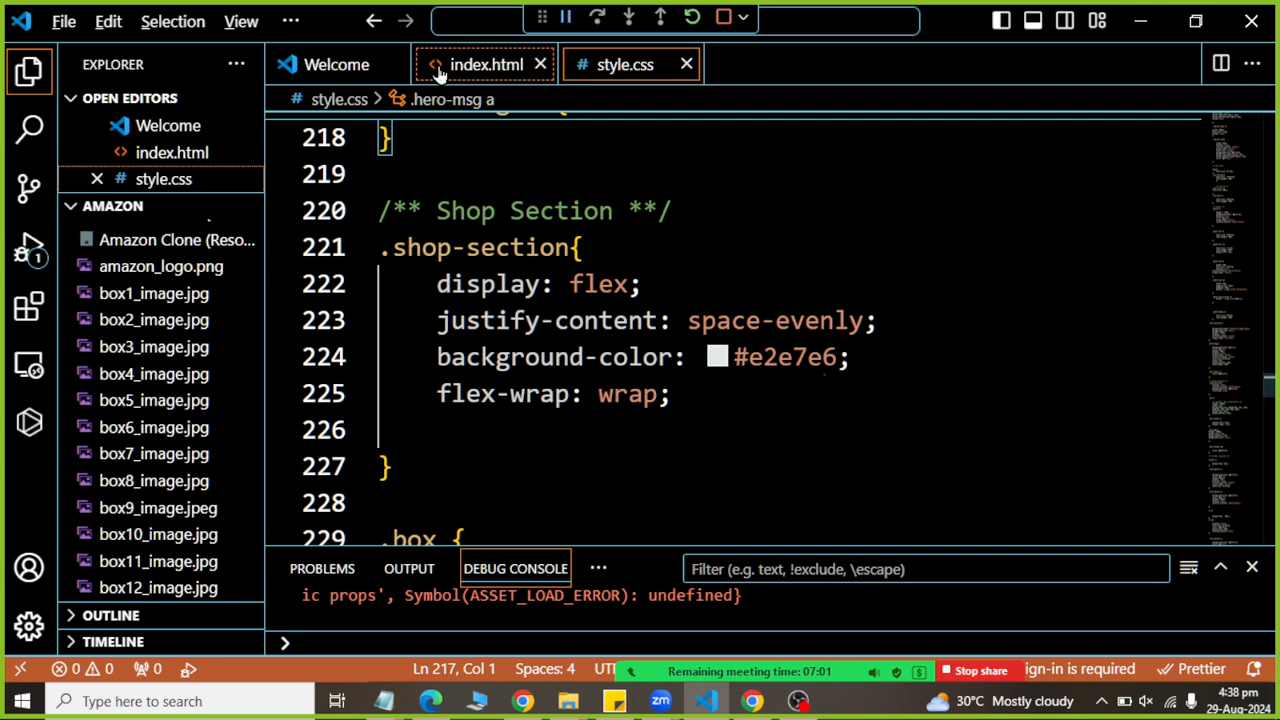 File Edit Selection View ···
EXPLORER
Welcome
index.html
# style.css
OPEN EDITORS
Welcome
index.html
# style.css
# style.css > .hero-msg a
AMAZON
Amazon Clone (Reso...
amazon_logo.png
box1_image.jpg
box2_image.jpg
box3_image.jpg
box4_image.jpg
box5_image.jpg
box6_image.jpg
box7_image.jpg
box8_image.jpg
box9_image.jpeg
box10_image.jpg
box11_image.jpg
box12_image.jpg
OUTLINE
TIMELINE
1
218 }
219
220 /** Shop Section **/
221 .shop-section{
222 display: flex;
223 justify-content: space-evenly;
224 background-color: #e2e7e6;
225 flex-wrap: wrap;
226
227 }
228
229 .box {
PROBLEMS OUTPUT DEBUG CONSOLE ···
Filter (e.g. text, !exclude, \escape)
ic props', Symbol(ASSET_LOAD_ERROR): undefined}
>
0 0 0
Ln 217, Col 1 Spaces: 4 UT
Remaining meeting time: 07:01
Stop share
ign-in is required
Prettier
Type here to search
zm
30°C Mostly cloudy
4:38 pm
29-Aug-2024